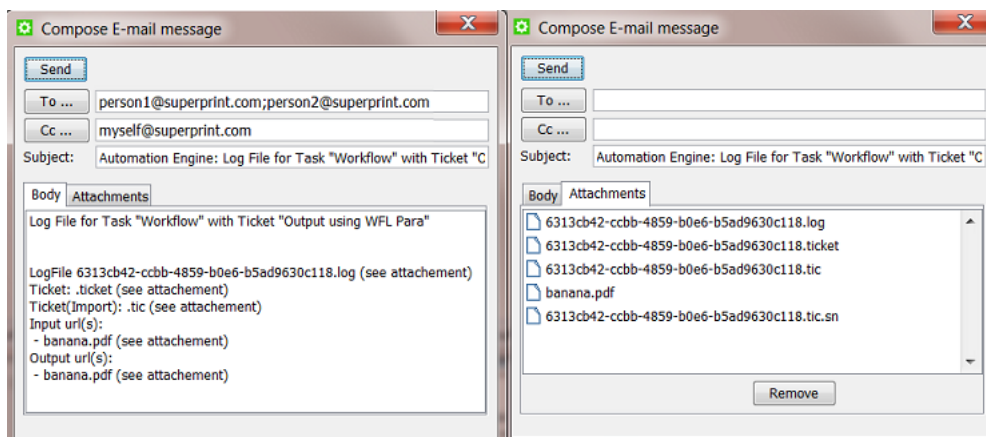 Compose E-mail message
Send
To ... person1@superprint.com;person2@superprint.com
Cc ... myself@superprint.com
Subject: Automation Engine: Log File for Task "Workflow" with Ticket "O
Body Attachments
Log File for Task "Workflow" with Ticket "Output using WFL Para"
LogFile 6313cb42-ccbb-4859-b0e6-b5ad9630c118.log (see attachement)
Ticket: .ticket (see attachement)
Ticket(Import): .tic (see attachement)
Input url(s):
- banana.pdf (see attachement)
Output url(s):
- banana.pdf (see attachement)
Compose E-mail message
Send
To ...
Cc ...
Subject: Automation Engine: Log File for Task "Workflow" with Ticket "O
Body Attachments
6313cb42-ccbb-4859-b0e6-b5ad9630c118.log
6313cb42-ccbb-4859-b0e6-b5ad9630c118.ticket
6313cb42-ccbb-4859-b0e6-b5ad9630c118.tic
banana.pdf
6313cb42-ccbb-4859-b0e6-b5ad9630c118.tic.sn
Remove